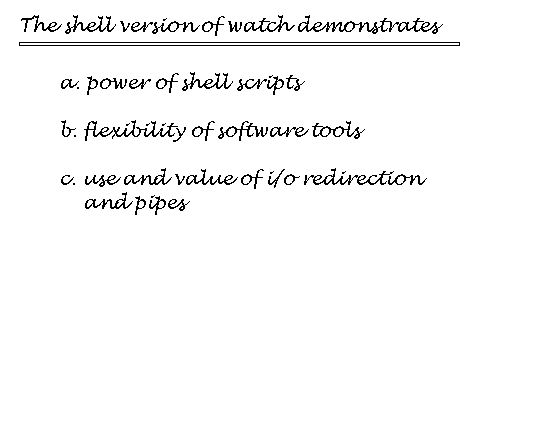 The shell version of watch demonstrates
a. power of shell scripts
b. flexibility of software tools
c. use and value of i/o redirection
and pipes